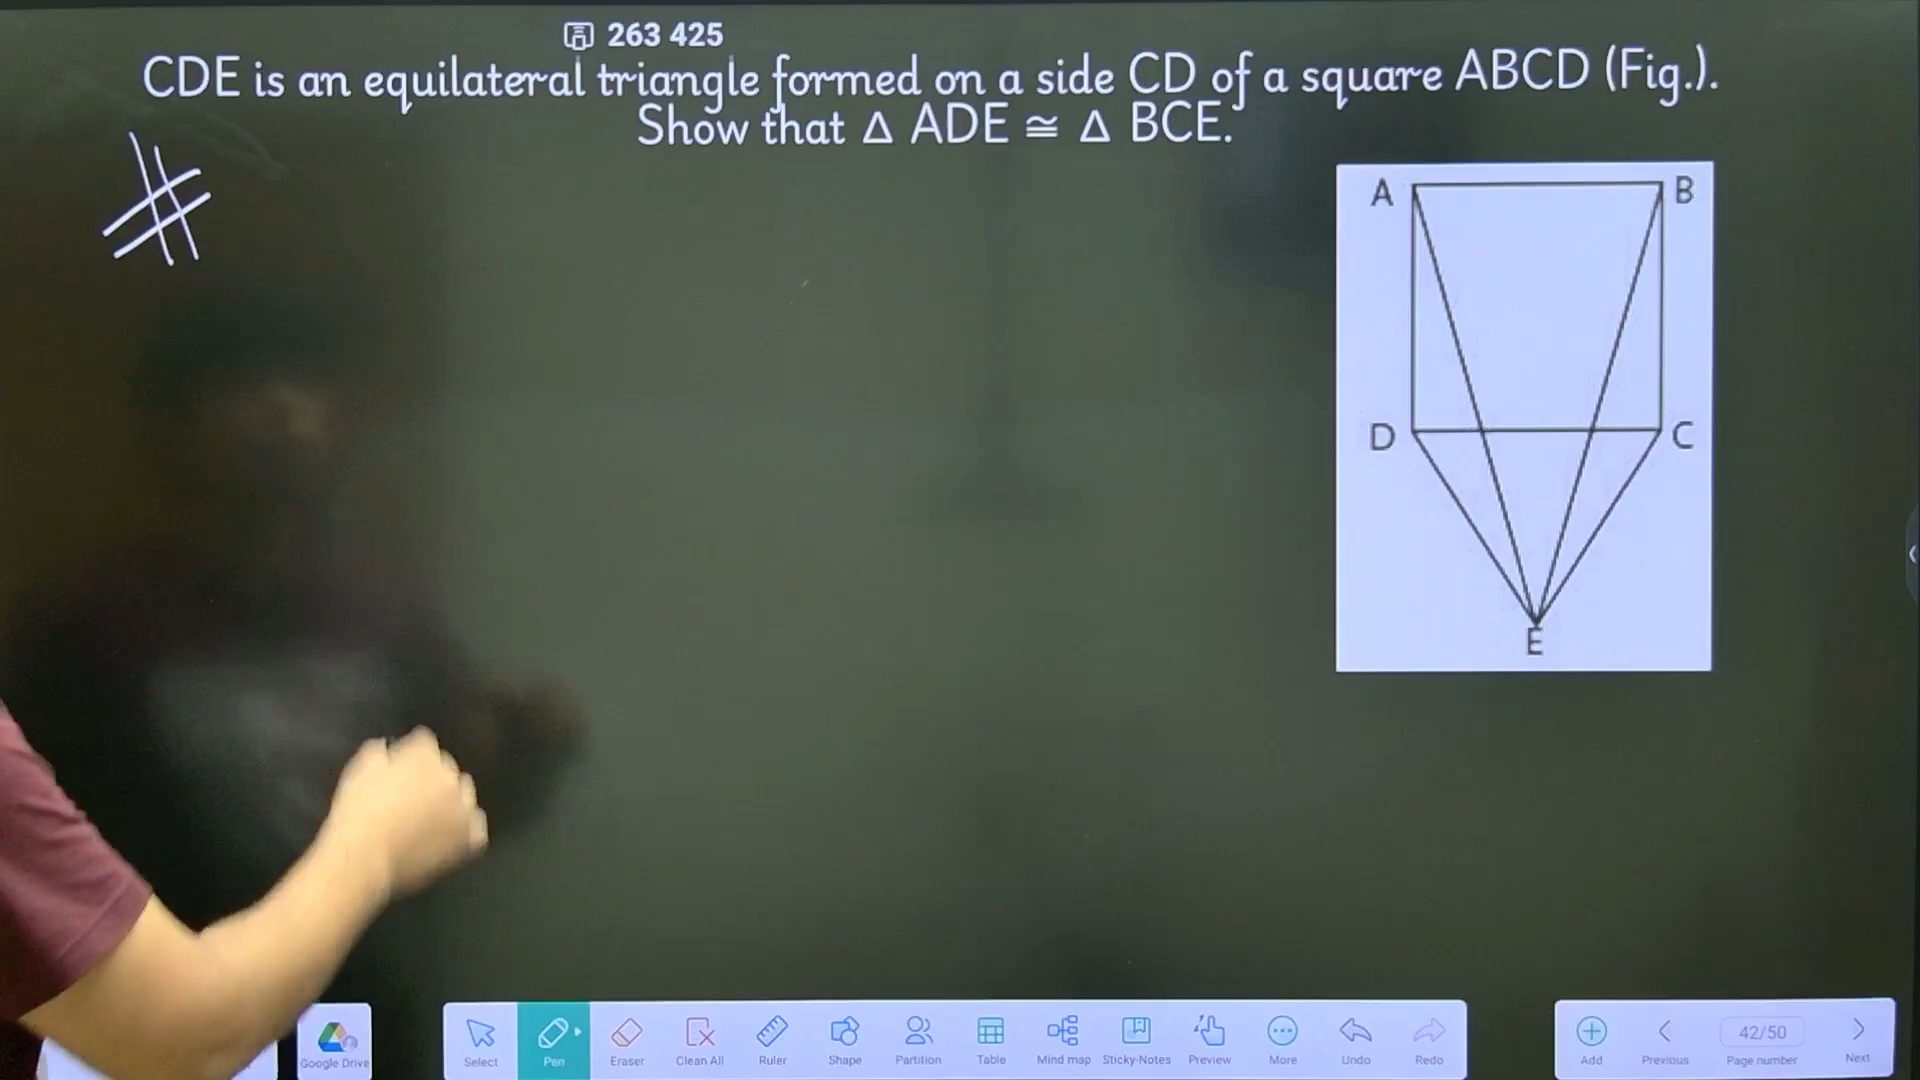 263 425
CDE is an equilateral triangle formed on a side CD of a square ABCD (Fig.).
Show that Δ ADE ≅ Δ BCE.
#
A
B
D
C
E
Google Drive
Select
Pen
Eraser
Clean All
Ruler
Shape
Partition
Table
Mind map
Sticky-Notes
Preview
More
Undo
Redo
Add
Previous
42/50
Page number
Next